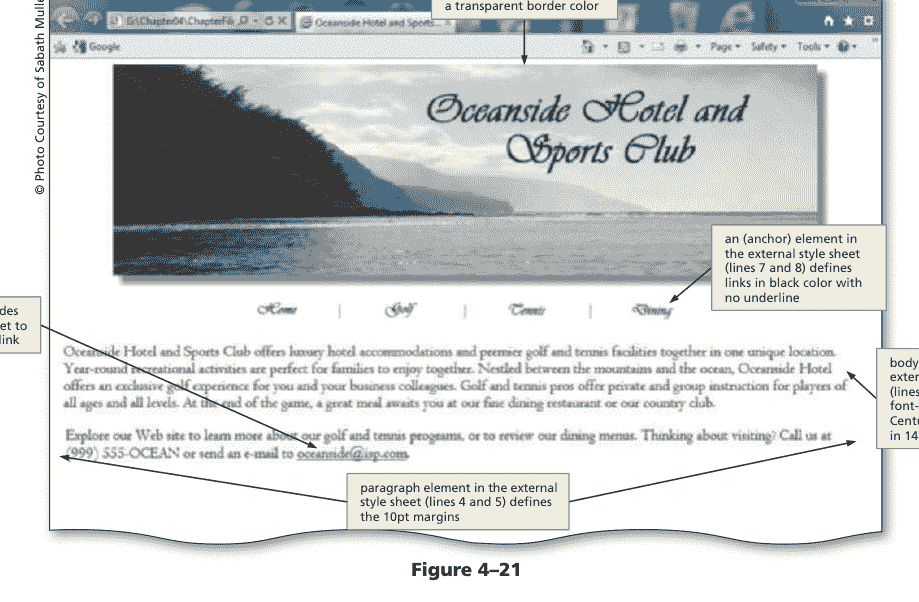 a transparent border color
G:\Chapter04\ChapterFil
Oceanside Hotel and Sports...
Google
Page
Safety
Tools
© Photo Courtesy of Sabath Mulle
Oceanside Hotel and
Sports Club
an (anchor) element in
the external style sheet
(lines 7 and 8) defines
links in black color with
no underline
Home | Golf | Tennis | Dining
des
et to
link
Oceanside Hotel and Sports Club offers luxury hotel accommodations and premier golf and tennis facilities together in one unique location.
Year-round recreational activities are perfect for families to enjoy together. Nestled between the mountains and the ocean, Oceanside Hotel
offers an exclusive golf experience for you and your business colleagues. Golf and tennis pros offer private and group instruction for players of
all ages and all levels. At the end of the game, a great meal awaits you at our fine dining restaurant or our country club.
body
exter
(lines
font-
Centu
in 14
Explore our Web site to learn more about our golf and tennis programs, or to review our dining menus. Thinking about visiting? Call us at
(999) 555-OCEAN or send an e-mail to oceanside@isp.com.
paragraph element in the external
style sheet (lines 4 and 5) defines
the 10pt margins
Figure 4–21